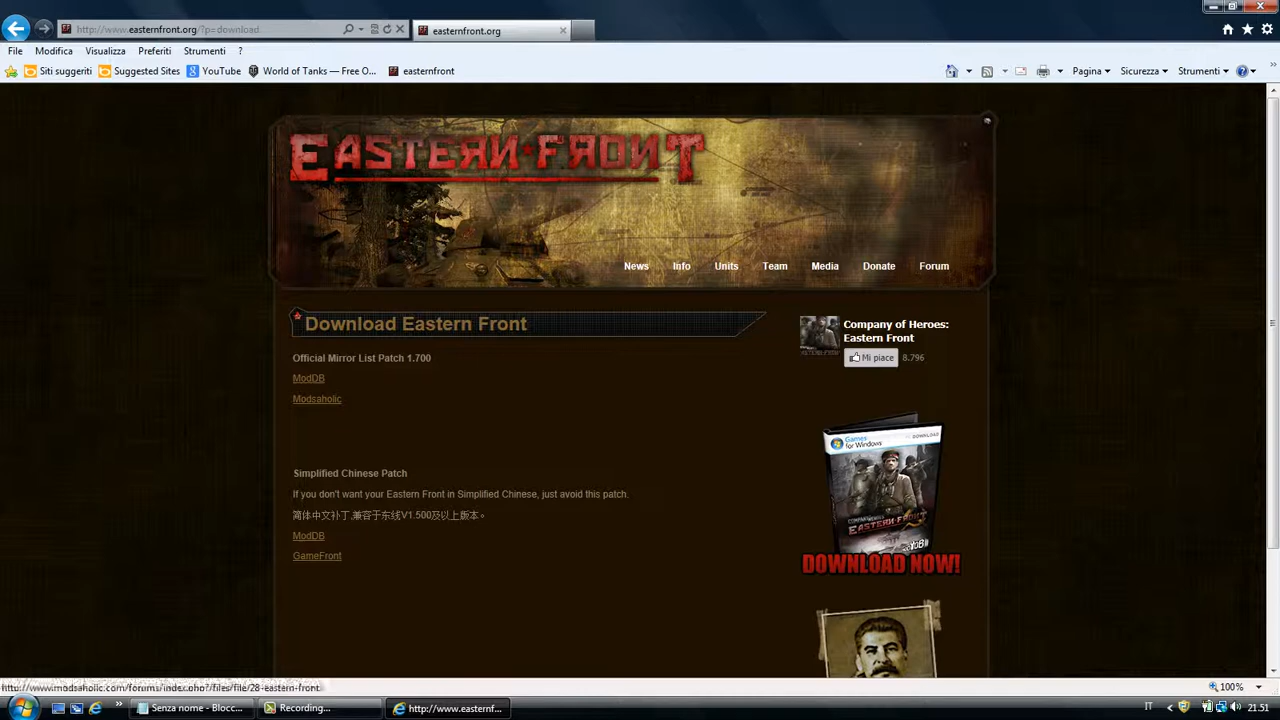 http://www.easternfront.org/?p=download
easternfront.org
File Modifica Visualizza Preferiti Strumenti ?
Siti suggeriti Suggested Sites YouTube World of Tanks — Free O... easternfront
Pagina Sicurezza Strumenti
EASTERN FRONT
News Info Units Team Media Donate Forum
Download Eastern Front
Official Mirror List Patch 1.700
ModDB
Modsaholic
Simplified Chinese Patch
If you don't want your Eastern Front in Simplified Chinese, just avoid this patch.
简体中文补丁,兼容于东线V1.500及以上版本。
ModDB
GameFront
Company of Heroes:
Eastern Front
Mi piace 8.796
Games
for Windows
DOWNLOAD
EASTERN FRONT
DOWNLOAD NOW!
http://www.modsaholic.com/forums/index.php?/files/file/28-eastern-front
100%
Senza nome - Blocc... Recording... http://www.easternf... IT 21.51